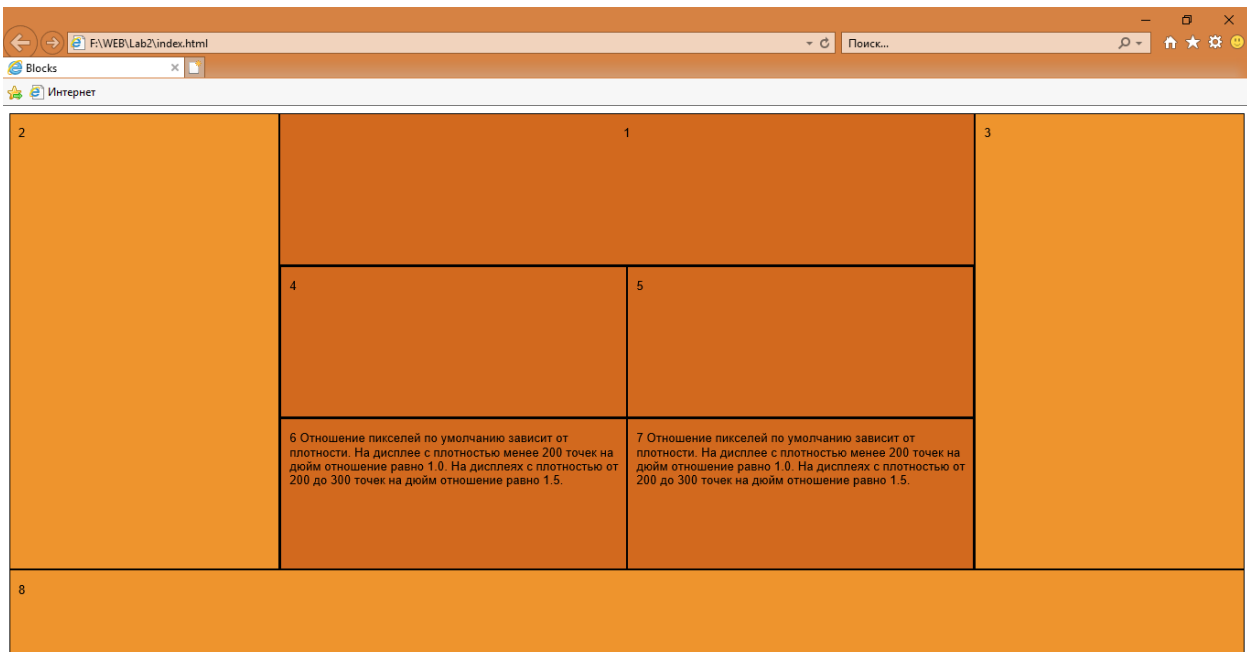 F:\WEB\Lab2\index.html
Поиск...
Blocks
Интернет
2
1
3
4
5
6 Отношение пикселей по умолчанию зависит от
плотности. На дисплее с плотностью менее 200 точек на
дюйм отношение равно 1.0. На дисплеях с плотностью от
200 до 300 точек на дюйм отношение равно 1.5.
7 Отношение пикселей по умолчанию зависит от
плотности. На дисплее с плотностью менее 200 точек на
дюйм отношение равно 1.0. На дисплеях с плотностью от
200 до 300 точек на дюйм отношение равно 1.5.
8